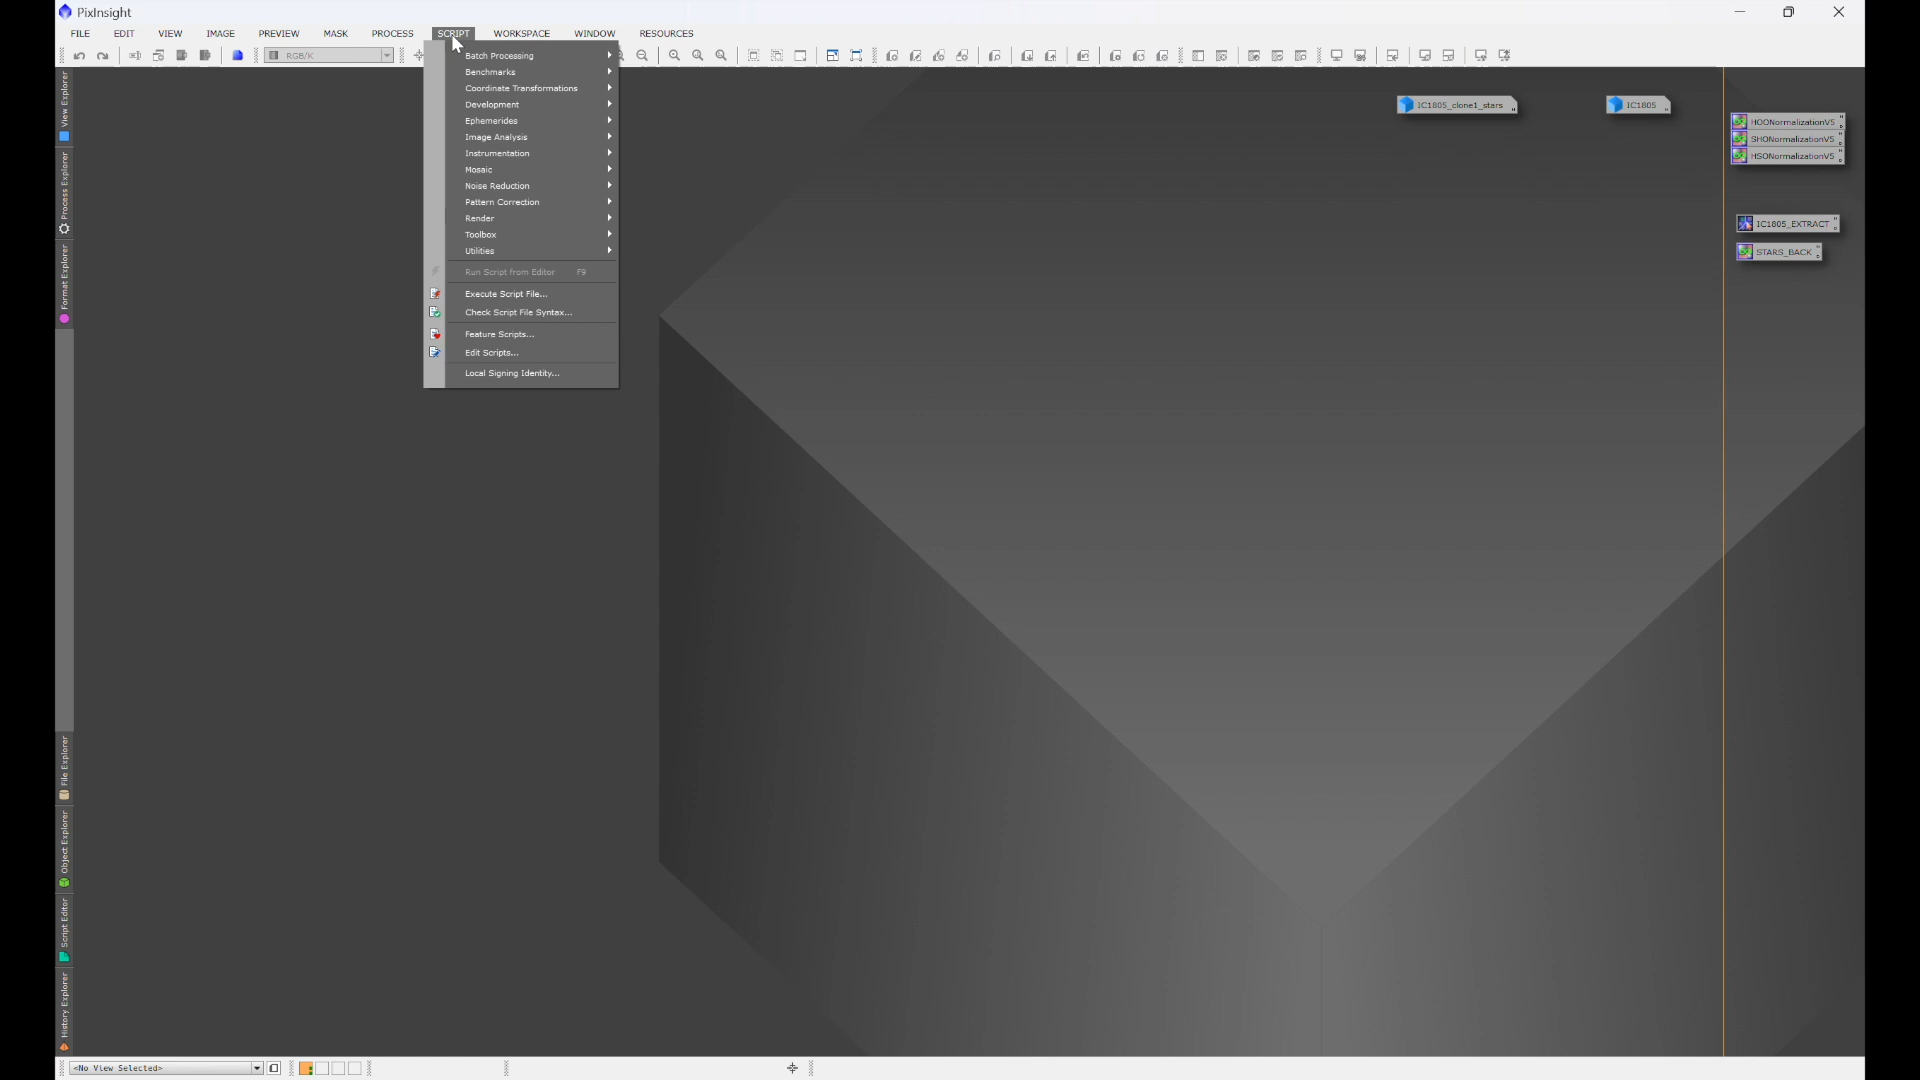 PixInsight
FILE EDIT VIEW IMAGE PREVIEW MASK PROCESS SCRIPT WORKSPACE WINDOW RESOURCES
RGB/K
Batch Processing
Benchmarks
Coordinate Transformations
Development
Ephemerides
Image Analysis
Instrumentation
Mosaic
Noise Reduction
Pattern Correction
Render
Toolbox
Utilities
Run Script from Editor F9
Execute Script File...
Check Script File Syntax...
Feature Scripts...
Edit Scripts...
Local Signing Identity...
View Explorer
Process Explorer
Format Explorer
File Explorer
Object Explorer
Script Editor
History Explorer
IC1805_clone1_stars
IC1805
HOONormalizationV5
SHONormalizationV5
HSONormalizationV5
IC1805_EXTRACT
STARS_BACK
<No View Selected>